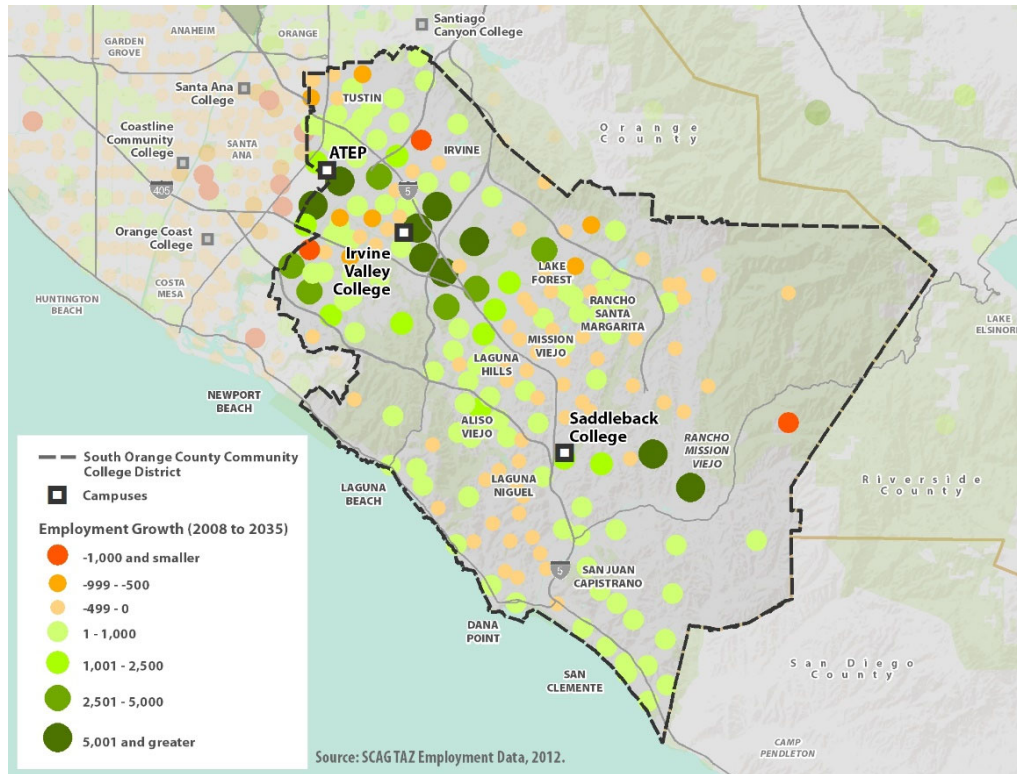 Santiago
Canyon College
ANAHEIM
ORANGE
GARDEN
GROVE
Santa Ana
College
TUSTIN
Coastline
Community
College
SANTA
ANA
ATEP
IRVINE
Orange
County
405
5
Orange Coast
College
Irvine
Valley
College
LAKE
FOREST
COSTA
MESA
RANCHO
SANTA
MARGARITA
HUNTINGTON
BEACH
LAKE
ELSINORE
MISSION
VIEJO
LAGUNA
HILLS
NEWPORT
BEACH
ALISO
VIEJO
Saddleback
College
RANCHO
MISSION
VIEJO
LAGUNA
NIGUEL
LAGUNA
BEACH
Riverside
County
5
SAN JUAN
CAPISTRANO
DANA
POINT
SAN
CLEMENTE
San Diego
County
CAMP
PENDLETON
South Orange County Community
College District
Campuses
Employment Growth (2008 to 2035)
-1,000 and smaller
-999 - -500
-499 - 0
1 - 1,000
1,001 - 2,500
2,501 - 5,000
5,001 and greater
Source: SCAG TAZ Employment Data, 2012.